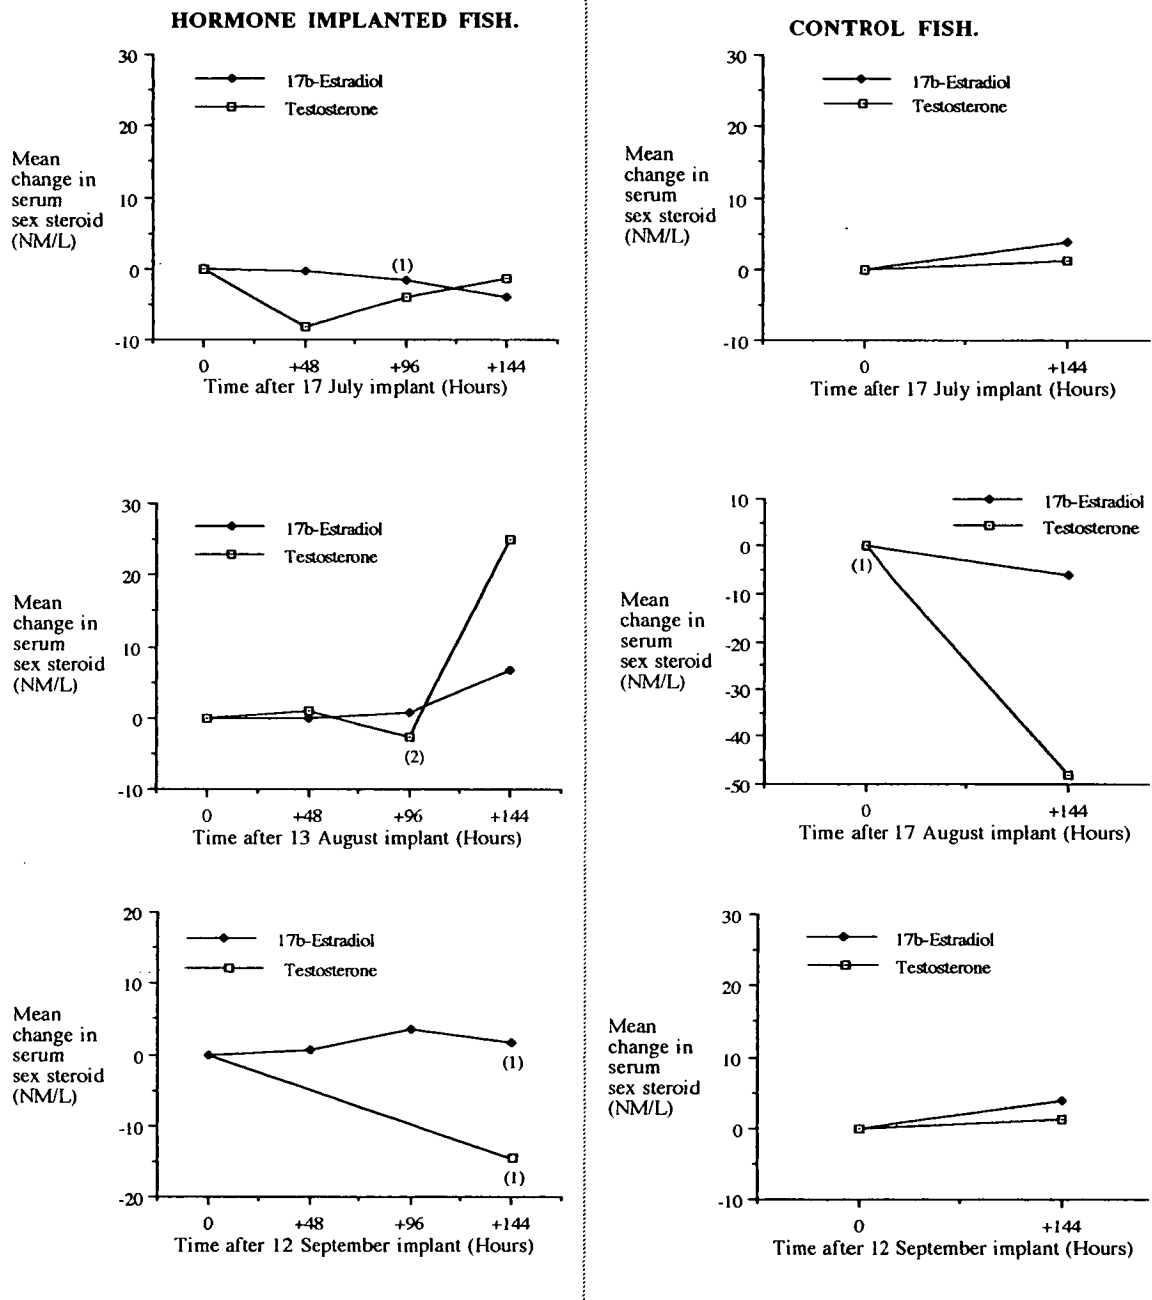 HORMONE IMPLANTED FISH.
30
20
10
0
-10
17b-Estradiol
Testosterone
Mean
change in
serum
sex steroid
(NM/L)
(1)
0 +48 +96 +144
Time after 17 July implant (Hours)
30
20
10
0
-10
17b-Estradiol
Testosterone
Mean
change in
serum
sex steroid
(NM/L)
(2)
0 +48 +96 +144
Time after 13 August implant (Hours)
20
10
0
-10
-20
17b-Estradiol
Testosterone
Mean
change in
serum
sex steroid
(NM/L)
(1)
(1)
0 +48 +96 +144
Time after 12 September implant (Hours)
CONTROL FISH.
30
20
10
0
-10
17b-Estradiol
Testosterone
Mean
change in
serum
sex steroid
(NM/L)
0 +144
Time after 17 July implant (Hours)
10
0
-10
-20
-30
-40
-50
17b-Estradiol
Testosterone
(1)
Mean
change in
serum
sex steroid
(NM/L)
0 +144
Time after 17 August implant (Hours)
30
20
10
0
-10
17b-Estradiol
Testosterone
Mean
change in
serum
sex steroid
(NM/L)
0 +144
Time after 12 September implant (Hours)